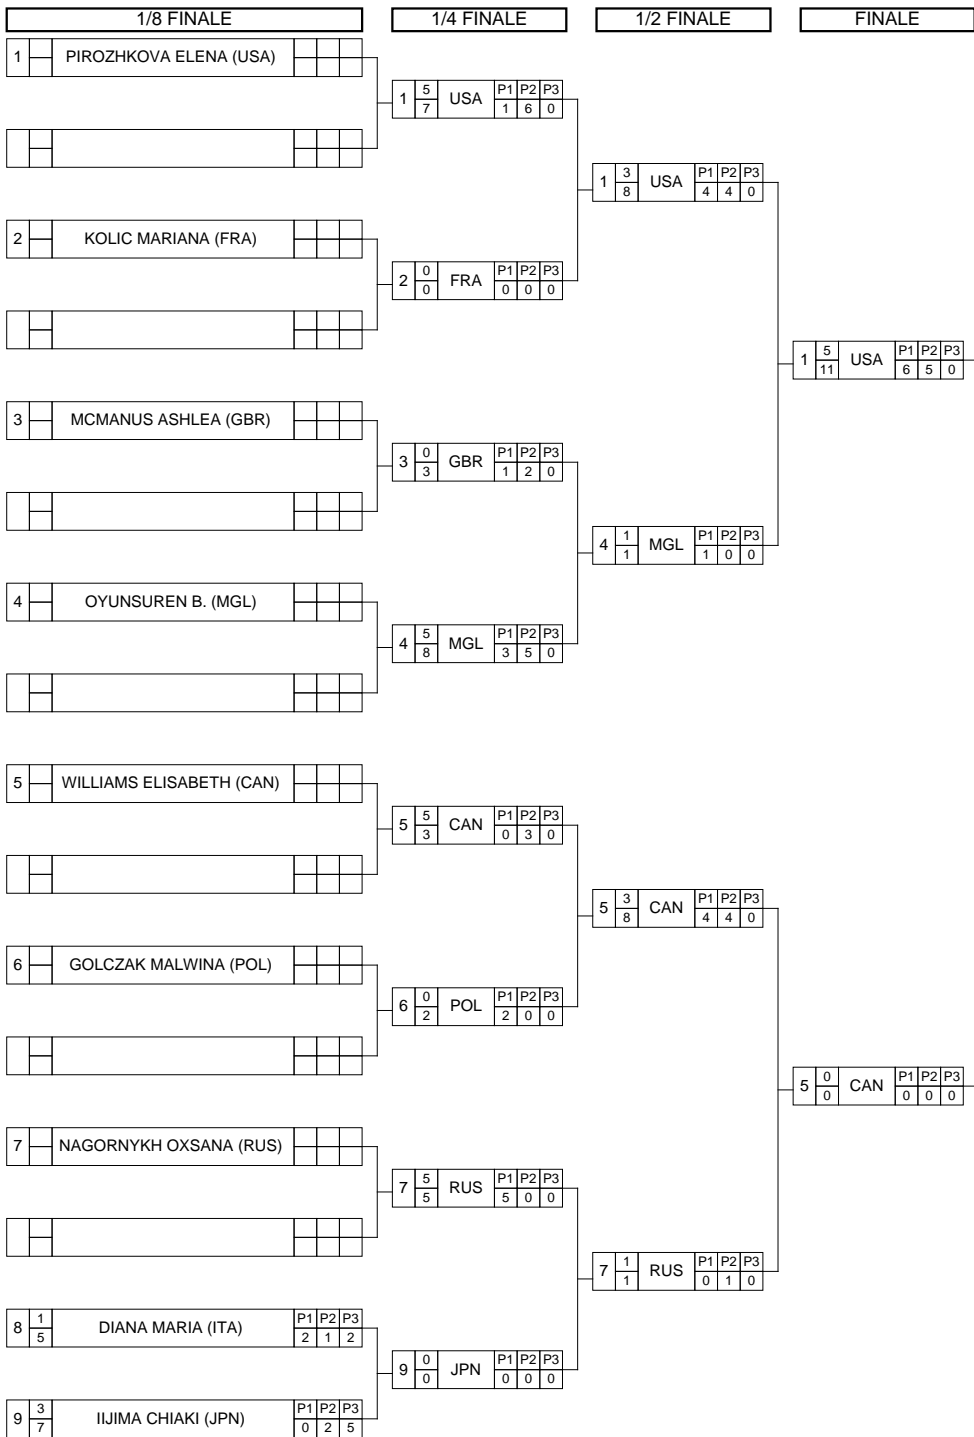 1/8 FINALE 1/4 FINALE 1/2 FINALE FINALE
1 PIROZHKOVA ELENA (USA)
1 5 7 USA P1 P2 P3 1 6 0
1 3 8 USA P1 P2 P3 4 4 0
2 KOLIC MARIANA (FRA)
2 0 0 FRA P1 P2 P3 0 0 0
1 5 11 USA P1 P2 P3 6 5 0
3 MCMANUS ASHLEA (GBR)
3 0 3 GBR P1 P2 P3 1 2 0
4 1 1 MGL P1 P2 P3 1 0 0
4 OYUNSUREN B. (MGL)
4 5 8 MGL P1 P2 P3 3 5 0
5 WILLIAMS ELISABETH (CAN)
5 5 3 CAN P1 P2 P3 0 3 0
5 3 8 CAN P1 P2 P3 4 4 0
6 GOLCZAK MALWINA (POL)
6 0 2 POL P1 P2 P3 2 0 0
5 0 0 CAN P1 P2 P3 0 0 0
7 NAGORNYKH OXSANA (RUS)
7 5 5 RUS P1 P2 P3 5 0 0
7 1 1 RUS P1 P2 P3 0 1 0
8 1 5 DIANA MARIA (ITA) P1 P2 P3 2 1 2
9 0 0 JPN P1 P2 P3 0 0 0
9 3 7 IIJIMA CHIAKI (JPN) P1 P2 P3 0 2 5